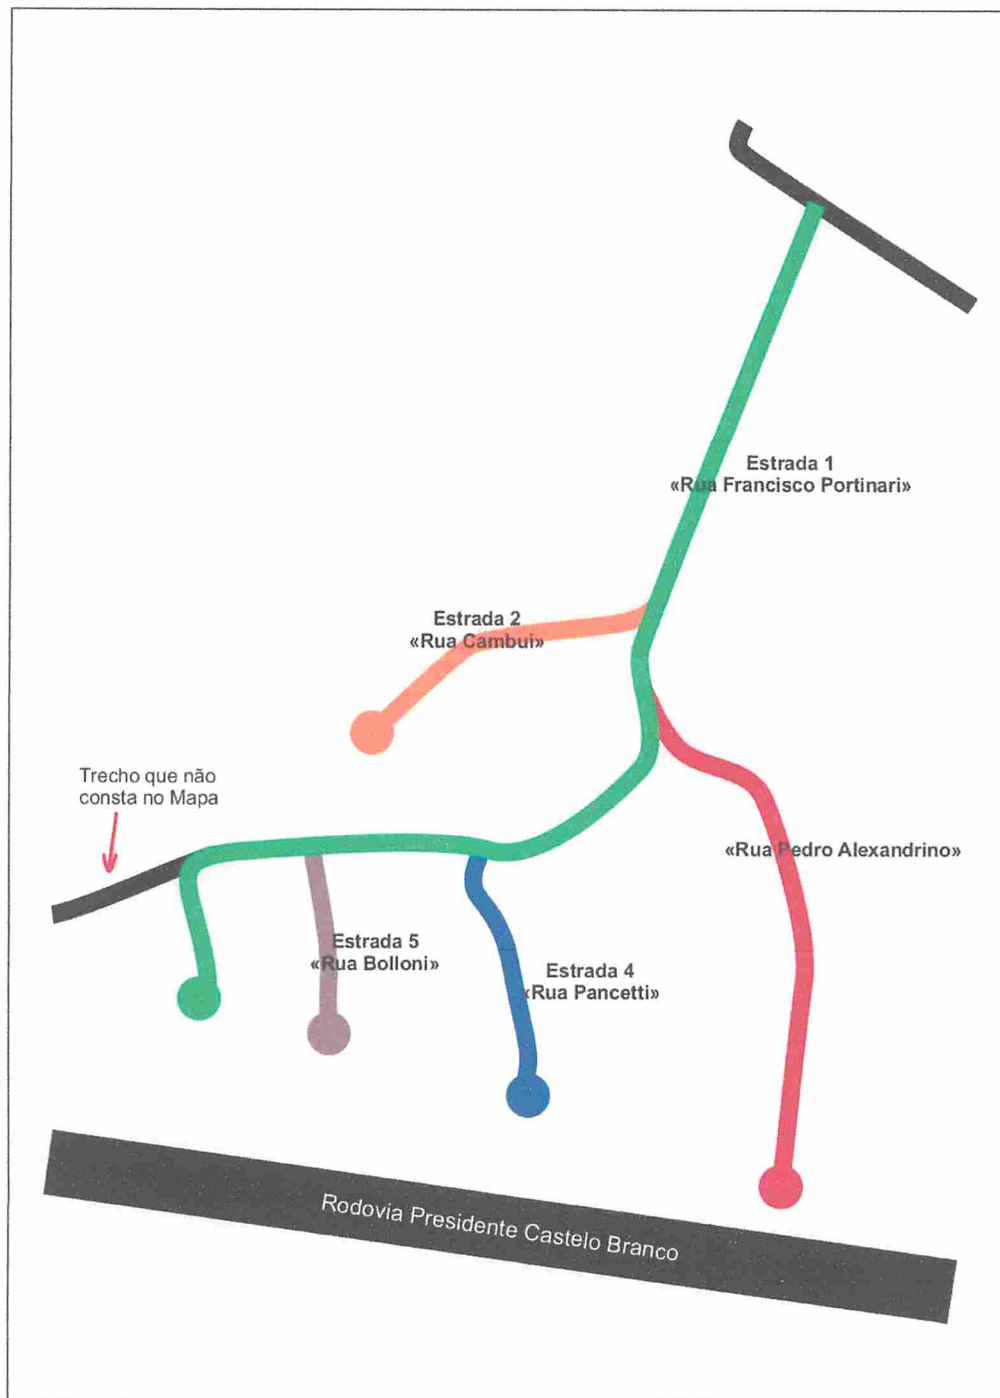 Estrada 1
«Rua Francisco Portinari»
Estrada 2
«Rua Cambui»
Trecho que não
consta no Mapa
«Rua Pedro Alexandrino»
Estrada 5
«Rua Bolloni»
Estrada 4
«Rua Pancetti»
Rodovia Presidente Castelo Branco